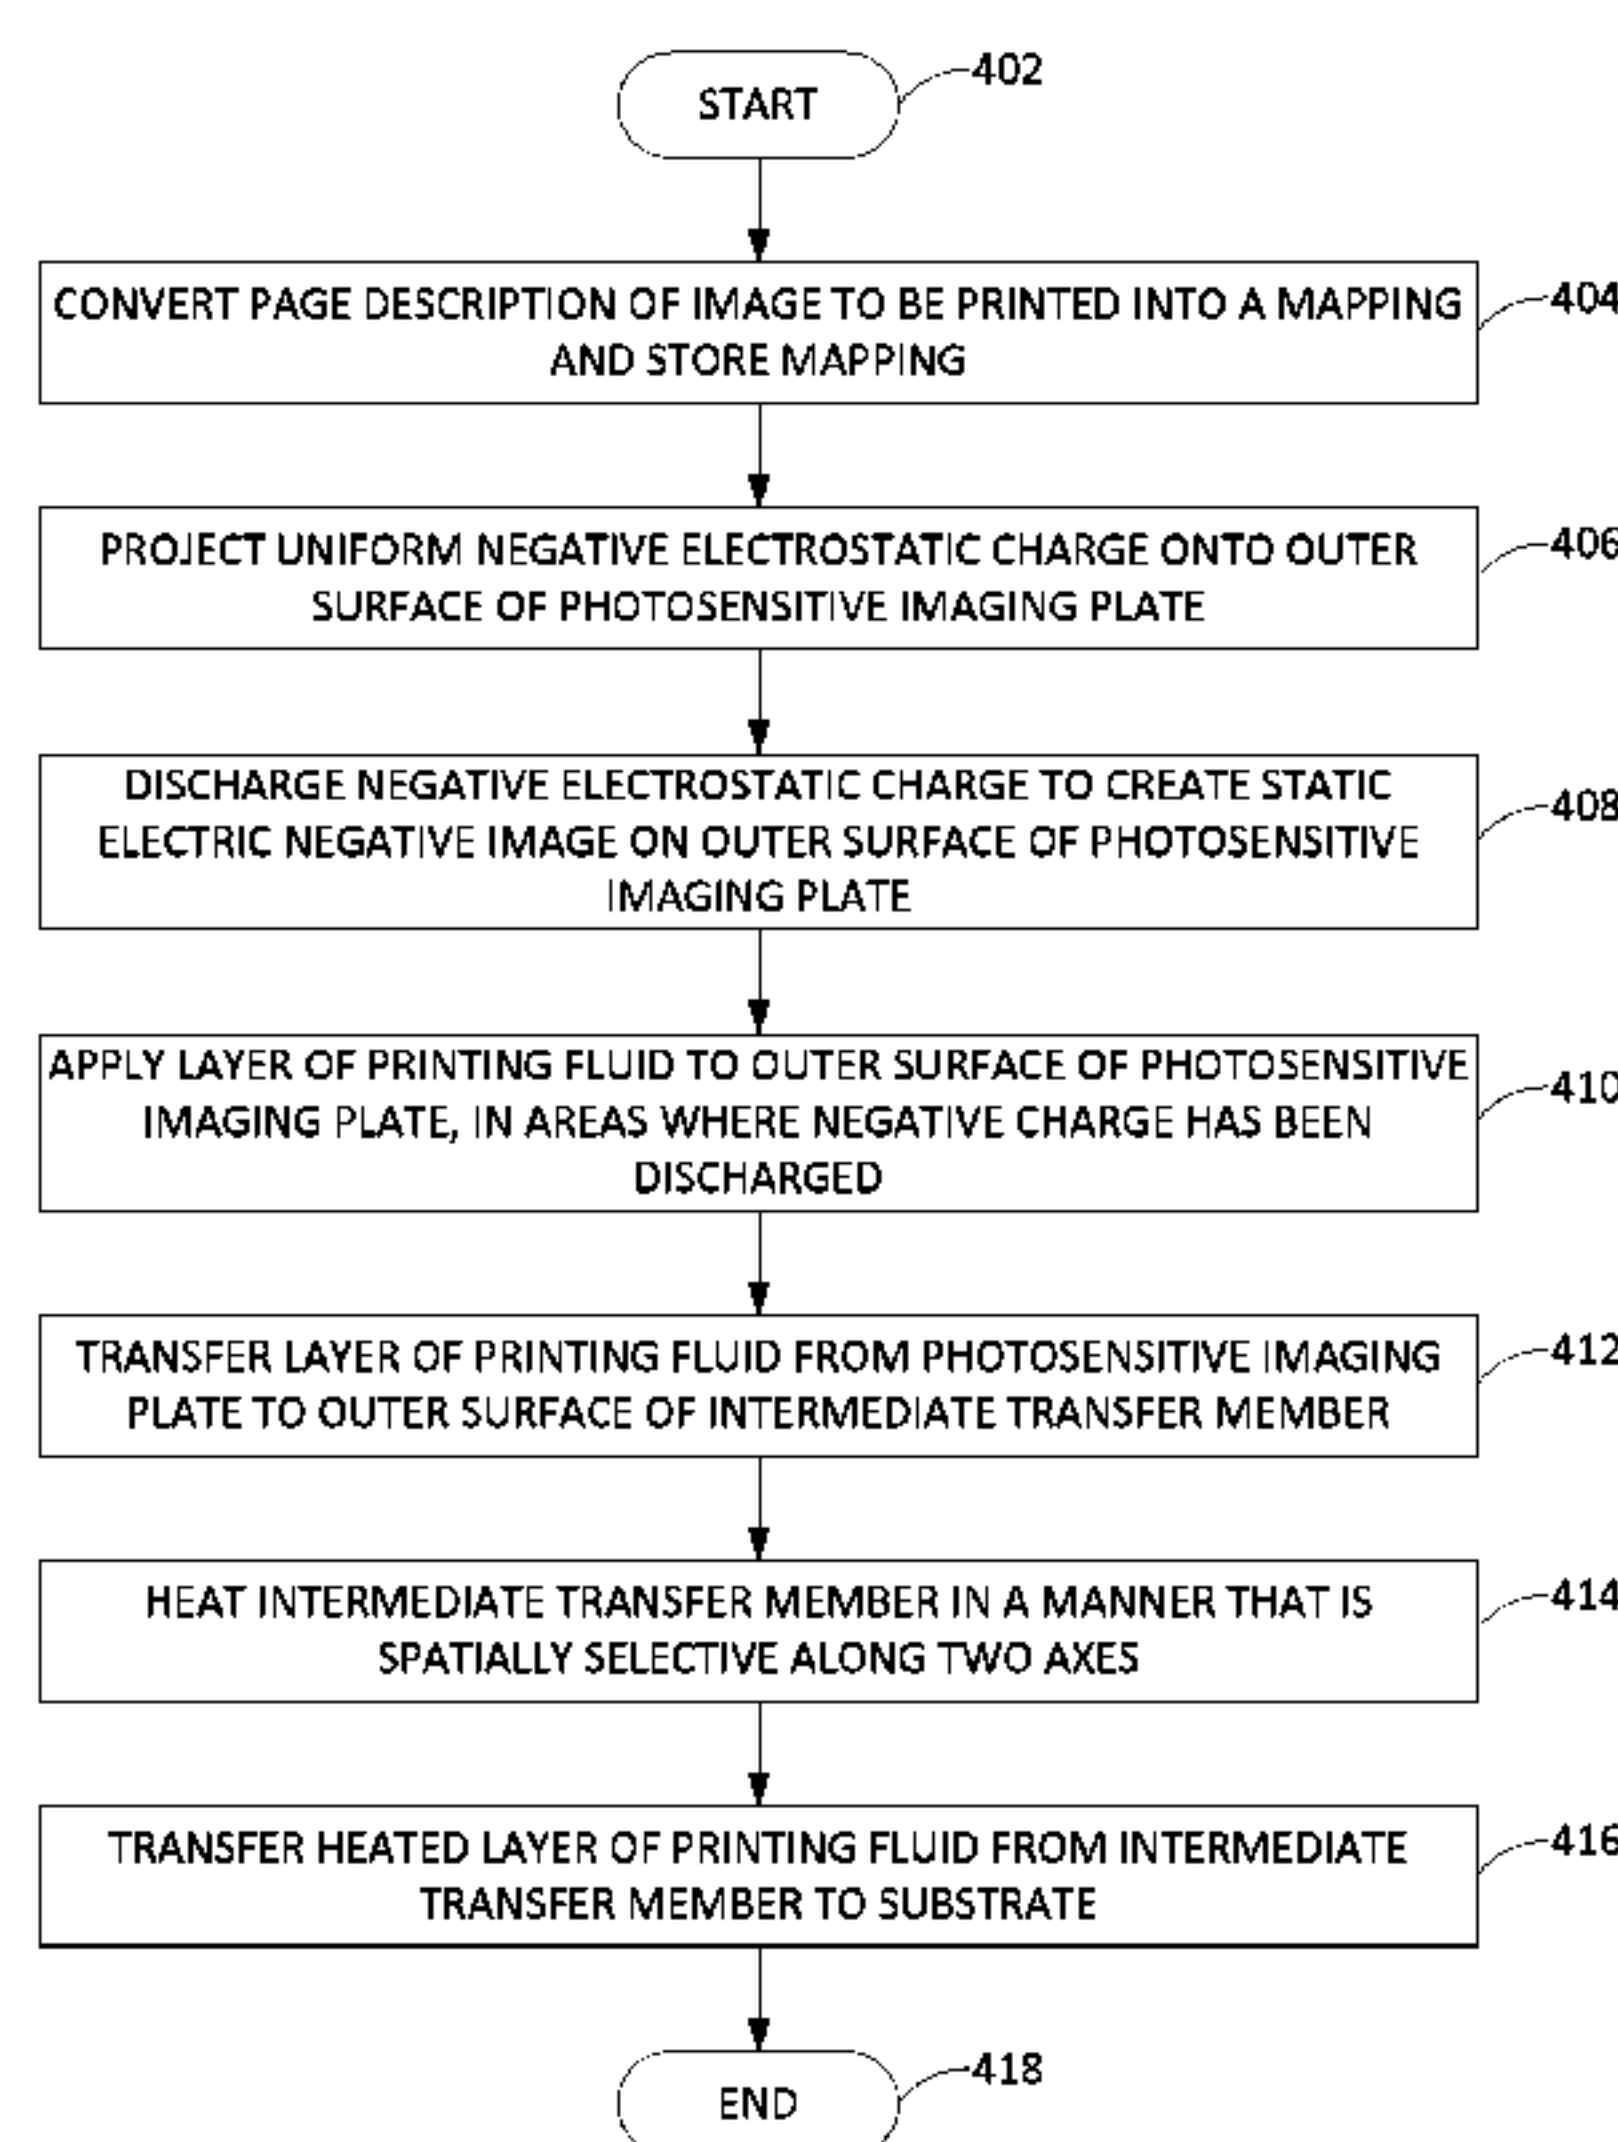 START
402
CONVERT PAGE DESCRIPTION OF IMAGE TO BE PRINTED INTO A MAPPING
AND STORE MAPPING
404
PROJECT UNIFORM NEGATIVE ELECTROSTATIC CHARGE ONTO OUTER
SURFACE OF PHOTOSENSITIVE IMAGING PLATE
406
DISCHARGE NEGATIVE ELECTROSTATIC CHARGE TO CREATE STATIC
ELECTRIC NEGATIVE IMAGE ON OUTER SURFACE OF PHOTOSENSITIVE
IMAGING PLATE
408
APPLY LAYER OF PRINTING FLUID TO OUTER SURFACE OF PHOTOSENSITIVE
IMAGING PLATE, IN AREAS WHERE NEGATIVE CHARGE HAS BEEN
DISCHARGED
410
TRANSFER LAYER OF PRINTING FLUID FROM PHOTOSENSITIVE IMAGING
PLATE TO OUTER SURFACE OF INTERMEDIATE TRANSFER MEMBER
412
HEAT INTERMEDIATE TRANSFER MEMBER IN A MANNER THAT IS
SPATIALLY SELECTIVE ALONG TWO AXES
414
TRANSFER HEATED LAYER OF PRINTING FLUID FROM INTERMEDIATE
TRANSFER MEMBER TO SUBSTRATE
416
END
418